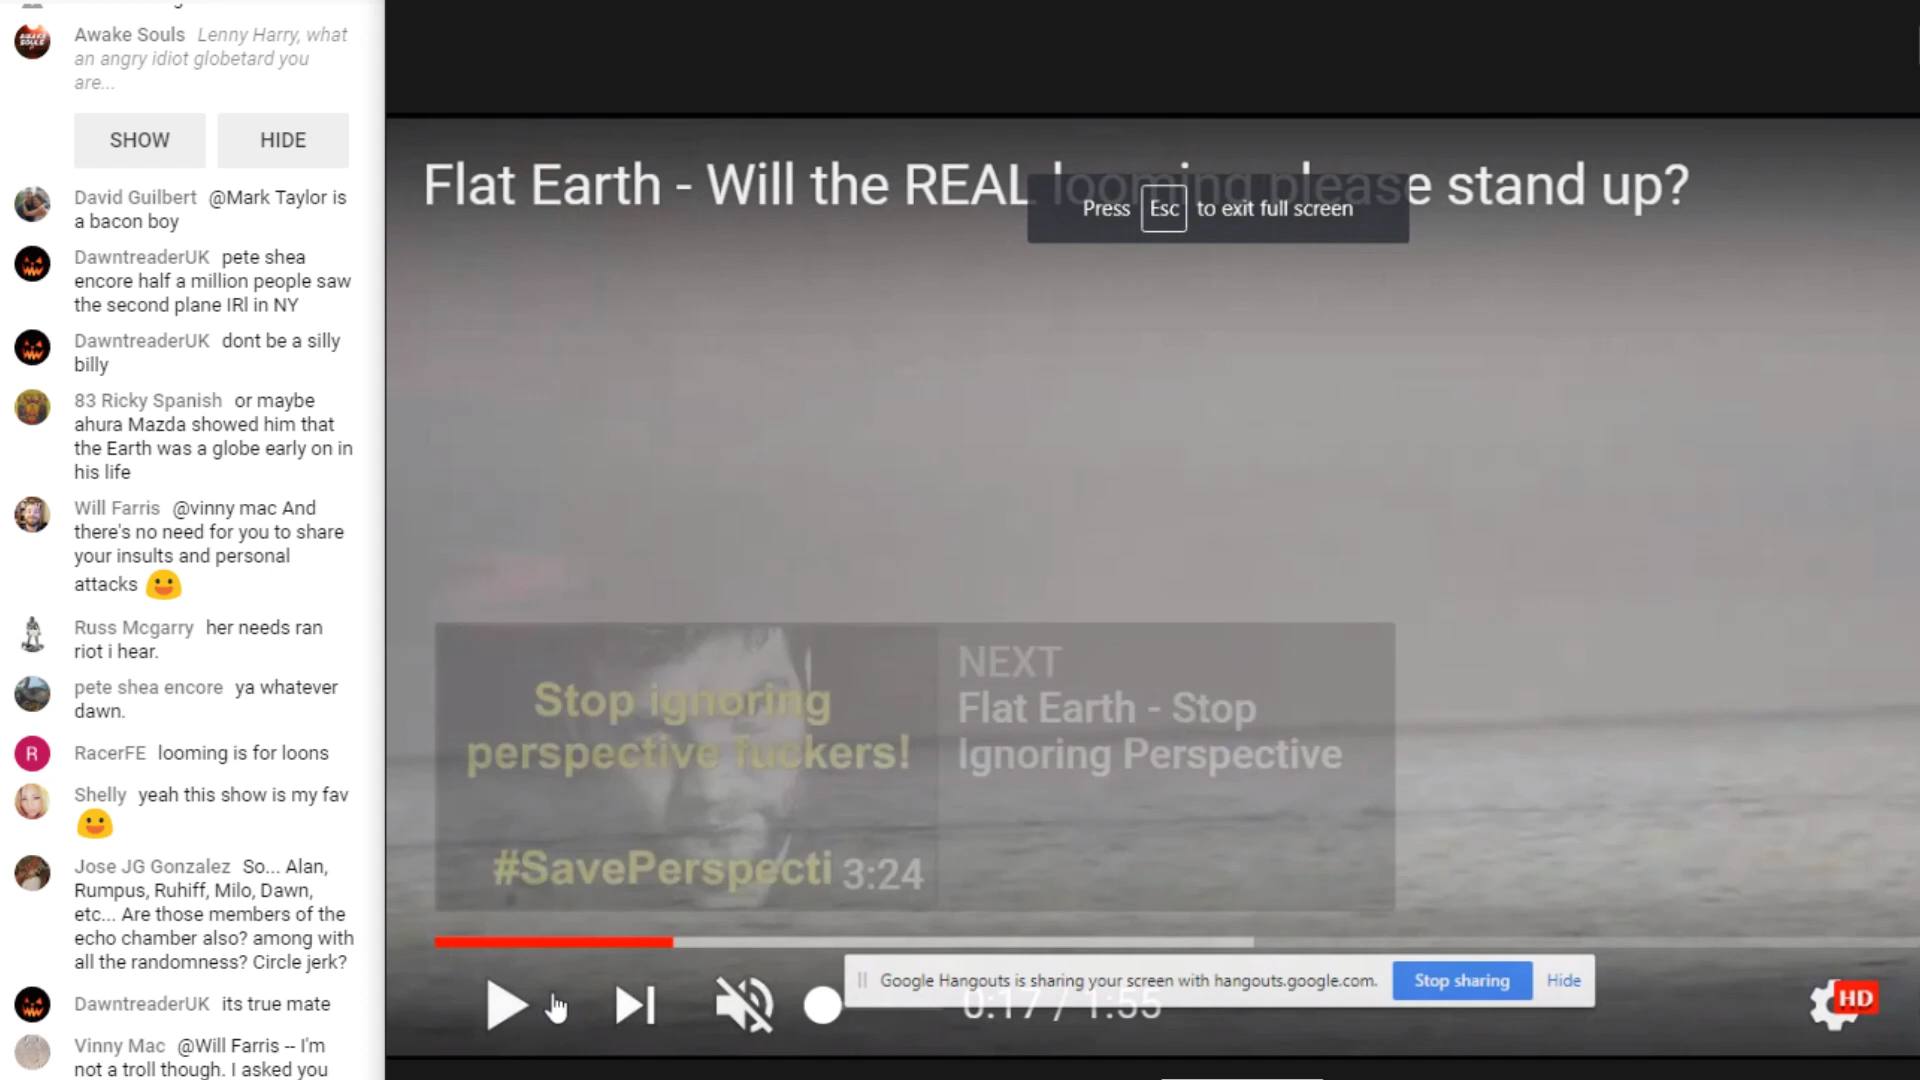 Awake Souls Lenny Harry, what
an angry idiot globetard you
are...
SHOW HIDE
David Guilbert @Mark Taylor is
a bacon boy
DawntreaderUK pete shea
encore half a million people saw
the second plane IRl in NY
DawntreaderUK dont be a silly
billy
83 Ricky Spanish or maybe
ahura Mazda showed him that
the Earth was a globe early on in
his life
Will Farris @vinny mac And
there's no need for you to share
your insults and personal
attacks
Russ Mcgarry her needs ran
riot i hear.
pete shea encore ya whatever
dawn.
R RacerFE looming is for loons
Shelly yeah this show is my fav
Jose JG Gonzalez So... Alan,
Rumpus, Ruhiff, Milo, Dawn,
etc... Are those members of the
echo chamber also? among with
all the randomness? Circle jerk?
DawntreaderUK its true mate
Vinny Mac @Will Farris -- I'm
not a troll though. I asked you
Flat Earth - Will the REAL looming please stand up?
Press Esc to exit full screen
Stop ignoring
perspective fuckers!
#SavePerspecti 3:24
NEXT
Flat Earth - Stop
Ignoring Perspective
Google Hangouts is sharing your screen with hangouts.google.com. Stop sharing Hide
0:17 / 1:55
HD